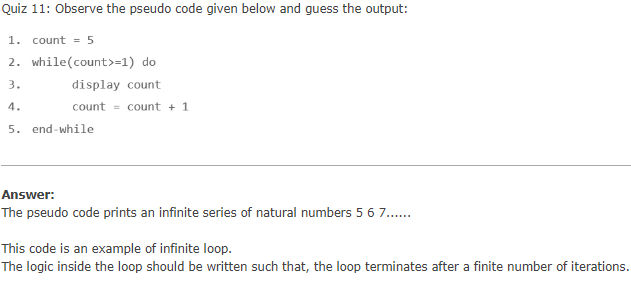 Quiz 11: Observe the pseudo code given below and guess the output:
1. count = 5
2. while(count>=1) do
3. display count
4. count = count + 1
5. end-while
Answer:
The pseudo code prints an infinite series of natural numbers 5 6 7......
This code is an example of infinite loop.
The logic inside the loop should be written such that, the loop terminates after a finite number of iterations.